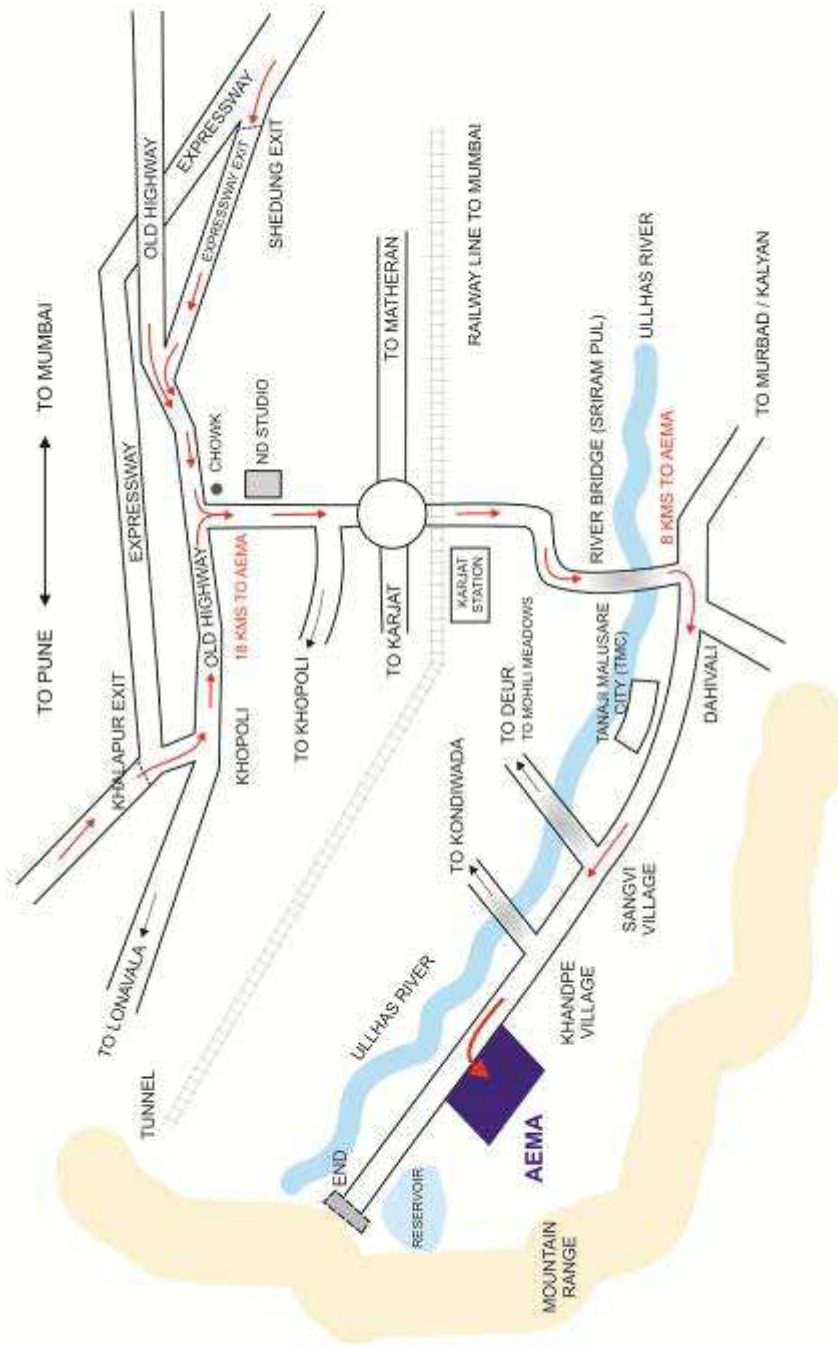 TO PUNE
TO MUMBAI
KHALAPUR EXIT
EXPRESSWAY
OLD HIGHWAY
EXPRESSWAY
EXPRESSWAY EXIT
SHEDUNG EXIT
TO LONAVALA
KHOPOLI
OLD HIGHWAY
18 KMS TO AEMA
CHOWK
ND STUDIO
TUNNEL
TO KHOPOLI
TO KARJAT
TO MATHERAN
KARJAT
STATION
RAILWAY LINE TO MUMBAI
ULLHAS RIVER
TO KONDIWADA
TO DEUR
TO MOHILI MEADOWS
RIVER BRIDGE (SRIRAM PUL)
ULLHAS RIVER
TANAJI MALUSARE
CITY (TMC)
8 KMS TO AEMA
END
RESERVOIR
AEMA
KHANDPE
VILLAGE
SANGVI
VILLAGE
DAHIVALI
TO MURBAD / KALYAN
MOUNTAIN
RANGE